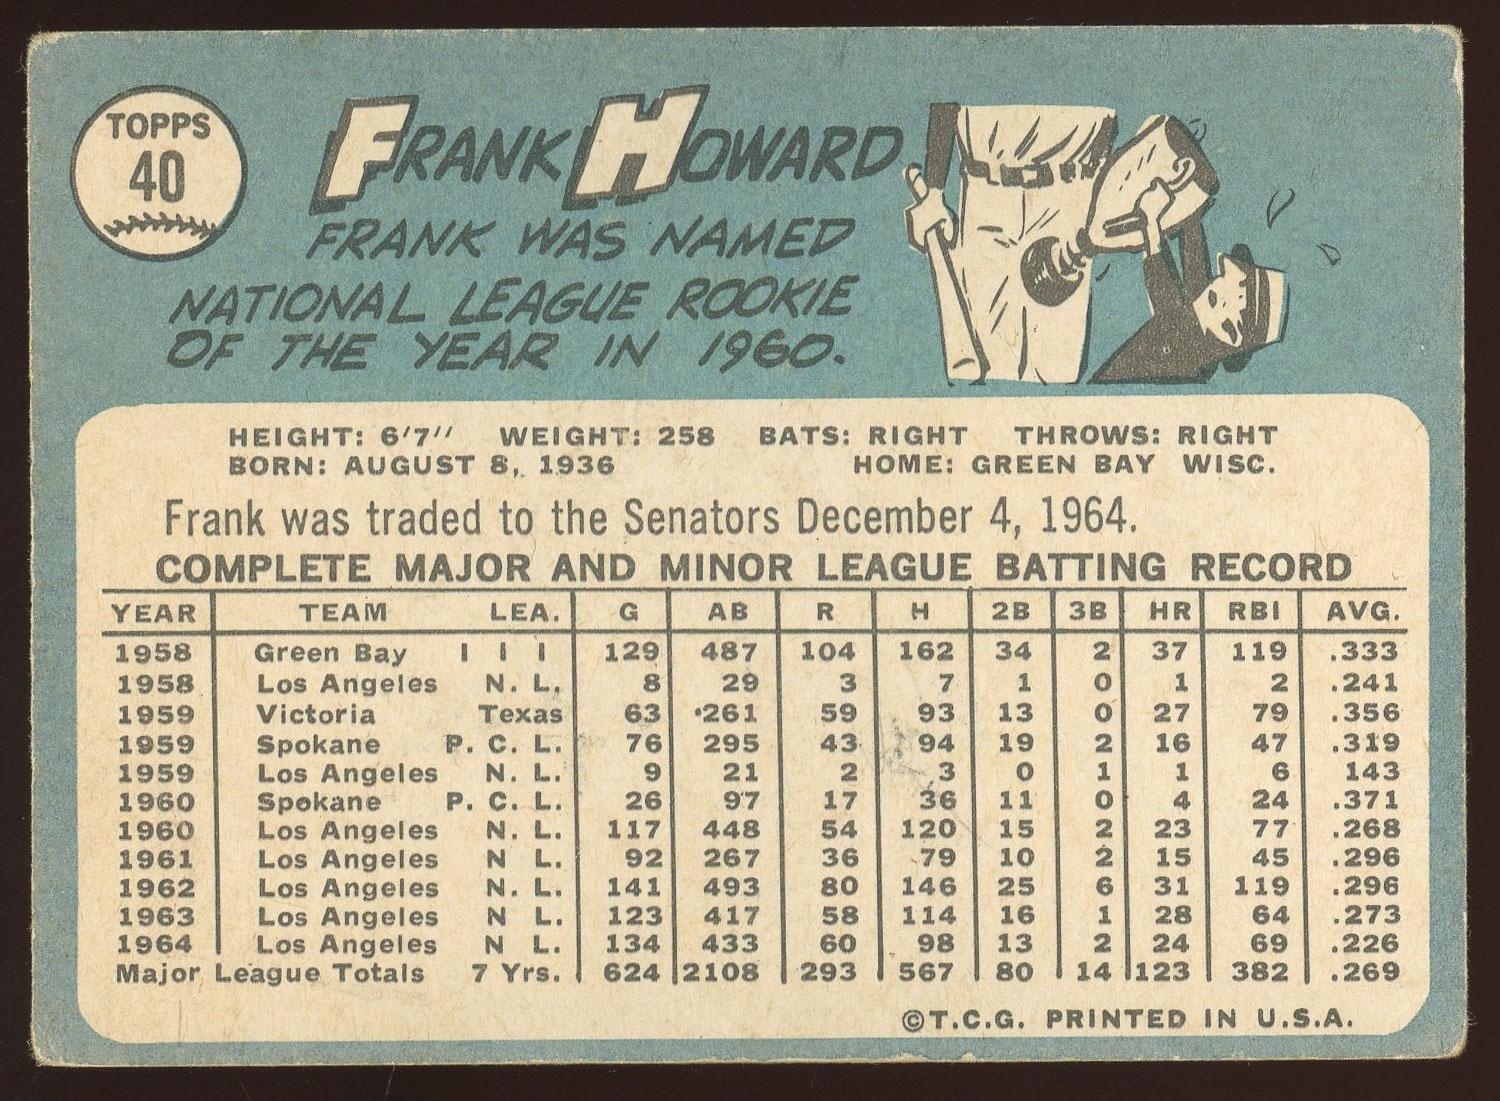 TOPPS
40
FRANK HOWARD
FRANK WAS NAMED
NATIONAL LEAGUE ROOKIE
OF THE YEAR IN 1960.
HEIGHT: 6'7" WEIGHT: 258 BATS: RIGHT THROWS: RIGHT
BORN: AUGUST 8, 1936 HOME: GREEN BAY WISC.
Frank was traded to the Senators December 4, 1964.
COMPLETE MAJOR AND MINOR LEAGUE BATTING RECORD
YEAR TEAM LEA. G AB R H 2B 3B HR RBI AVG.
1958 Green Bay I I I 129 487 104 162 34 2 37 119 .333
1958 Los Angeles N. L. 8 29 3 7 1 0 1 2 .241
1959 Victoria Texas 63 261 59 93 13 0 27 79 .356
1959 Spokane P. C. L. 76 295 43 94 19 2 16 47 .319
1959 Los Angeles N. L. 9 21 2 3 0 1 1 6 143
1960 Spokane P. C. L. 26 97 17 36 11 0 4 24 .371
1960 Los Angeles N. L. 117 448 54 120 15 2 23 77 .268
1961 Los Angeles N L. 92 267 36 79 10 2 15 45 .296
1962 Los Angeles N. L. 141 493 80 146 25 6 31 119 .296
1963 Los Angeles N L. 123 417 58 114 16 1 28 64 .273
1964 Los Angeles N L. 134 433 60 98 13 2 24 69 .226
Major League Totals 7 Yrs. 624 2108 293 567 80 14 123 382 .269
©T.C.G. PRINTED IN U.S.A.